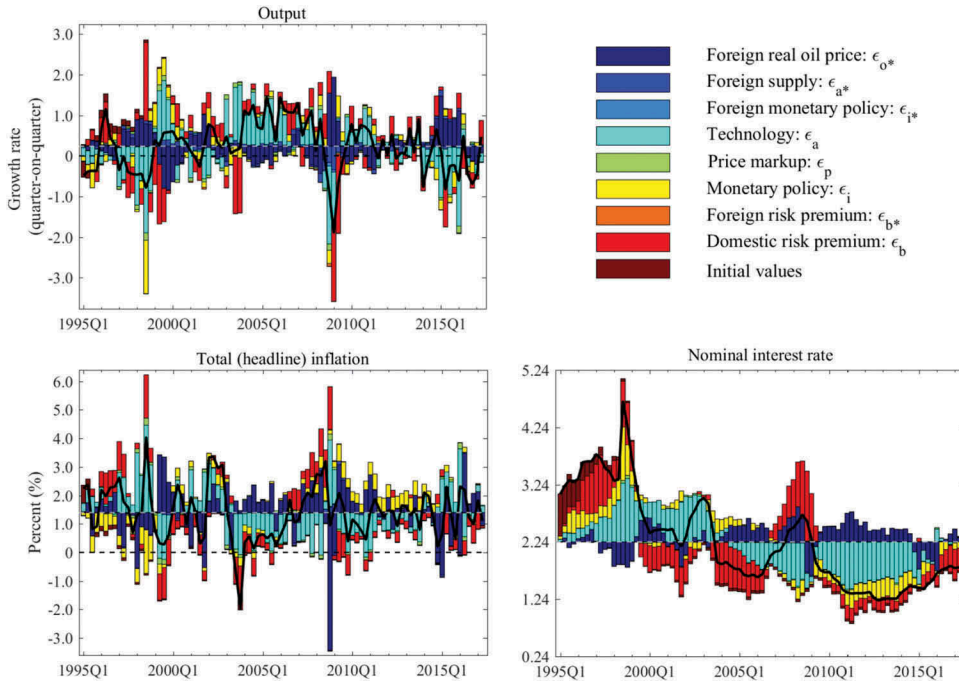 Output
3.0
2.0
1.0
0
-1.0
-2.0
-3.0
Growth rate
(quarter-on-quarter)
1995Q1 2000Q1 2005Q1 2010Q1 2015Q1
Foreign real oil price: ϵo*
Foreign supply: ϵa*
Foreign monetary policy: ϵi*
Technology: ϵa
Price markup: ϵp
Monetary policy: ϵi
Foreign risk premium: ϵb*
Domestic risk premium: ϵb
Initial values
Total (headline) inflation
6.0
5.0
4.0
3.0
2.0
1.0
0
-1.0
-2.0
-3.0
Percent (%)
1995Q1 2000Q1 2005Q1 2010Q1 2015Q1
Nominal interest rate
5.24
4.24
3.24
2.24
1.24
0.24
1995Q1 2000Q1 2005Q1 2010Q1 2015Q1